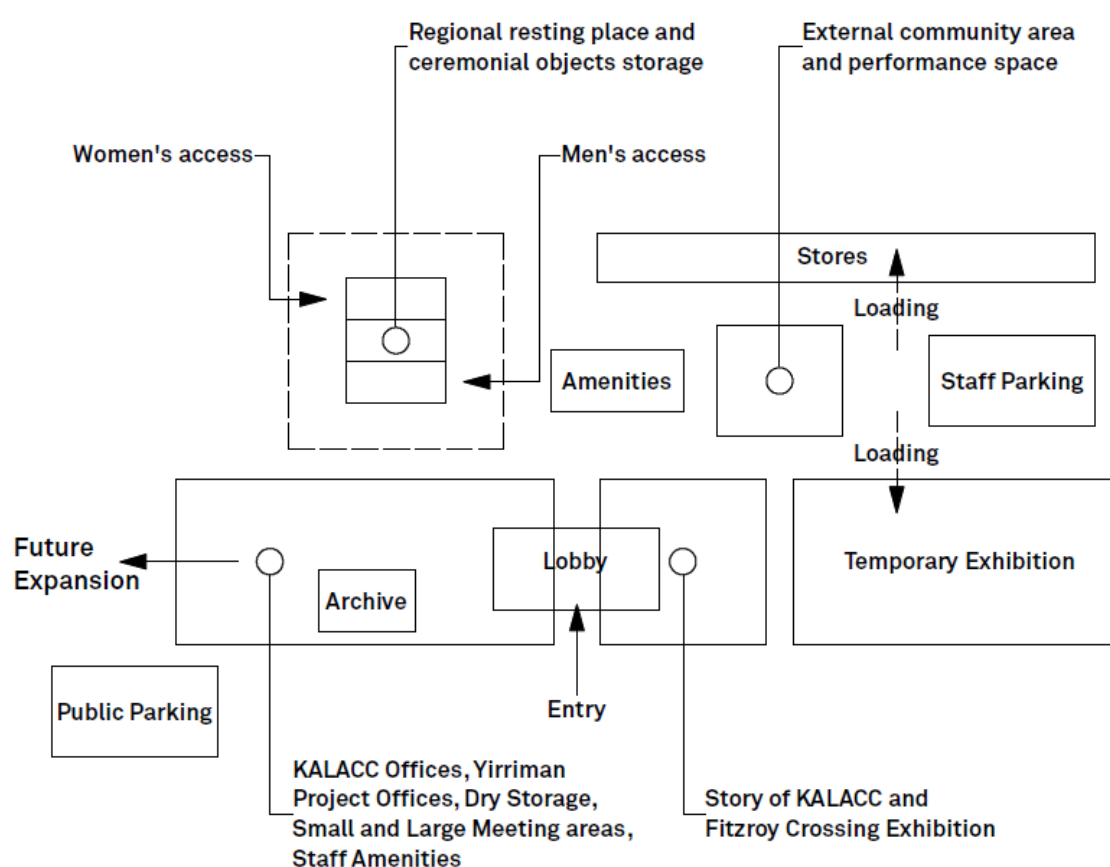 Regional resting place and
ceremonial objects storage
External community area
and performance space
Women's access
Men's access
Stores
Loading
Amenities
Staff Parking
Loading
Future
Expansion
Lobby
Temporary Exhibition
Archive
Public Parking
Entry
KALACC Offices, Yirriman
Project Offices, Dry Storage,
Small and Large Meeting areas,
Staff Amenities
Story of KALACC and
Fitzroy Crossing Exhibition